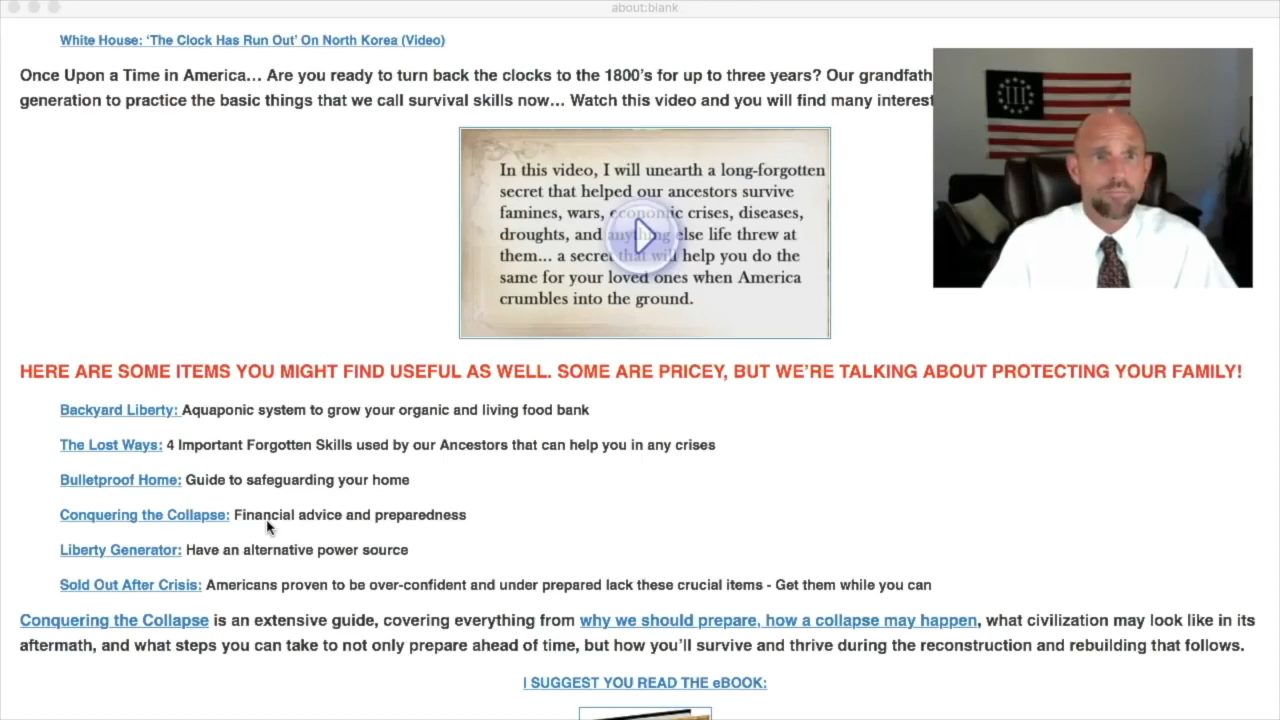 about:blank
White House: ‘The Clock Has Run Out’ On North Korea (Video)
Once Upon a Time in America… Are you ready to turn back the clocks to the 1800’s for up to three years? Our grandfath
generation to practice the basic things that we call survival skills now… Watch this video and you will find many interest
III
In this video, I will unearth a long-forgotten
secret that helped our ancestors survive
famines, wars, economic crises, diseases,
droughts, and anything else life threw at
them... a secret that will help you do the
same for your loved ones when America
crumbles into the ground.
HERE ARE SOME ITEMS YOU MIGHT FIND USEFUL AS WELL. SOME ARE PRICEY, BUT WE’RE TALKING ABOUT PROTECTING YOUR FAMILY!
Backyard Liberty: Aquaponic system to grow your organic and living food bank
The Lost Ways: 4 Important Forgotten Skills used by our Ancestors that can help you in any crises
Bulletproof Home: Guide to safeguarding your home
Conquering the Collapse: Financial advice and preparedness
Liberty Generator: Have an alternative power source
Sold Out After Crisis: Americans proven to be over-confident and under prepared lack these crucial items - Get them while you can
Conquering the Collapse is an extensive guide, covering everything from why we should prepare, how a collapse may happen, what civilization may look like in its
aftermath, and what steps you can take to not only prepare ahead of time, but how you’ll survive and thrive during the reconstruction and rebuilding that follows.
I SUGGEST YOU READ THE eBOOK: